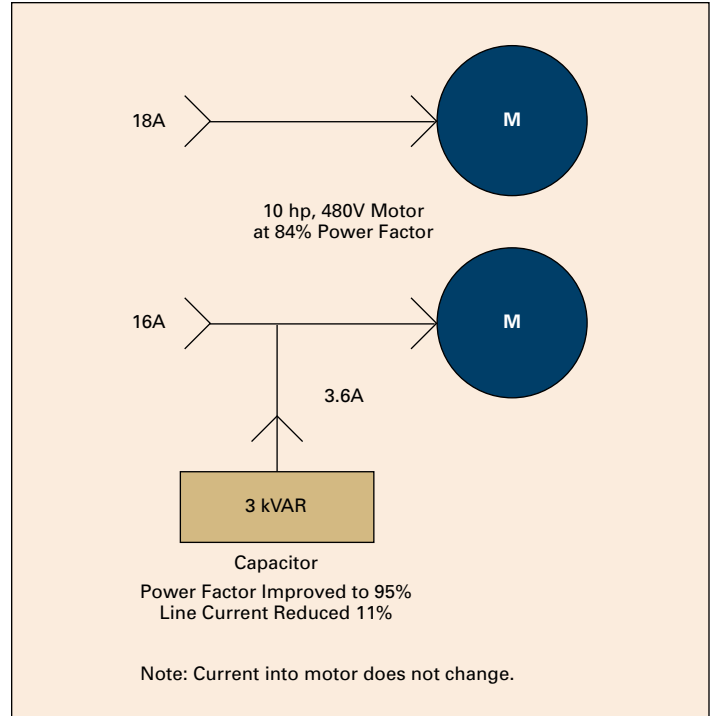 18A
M
10 hp, 480V Motor
at 84% Power Factor
16A
M
3.6A
3 kVAR
Capacitor
Power Factor Improved to 95%
Line Current Reduced 11%
Note: Current into motor does not change.